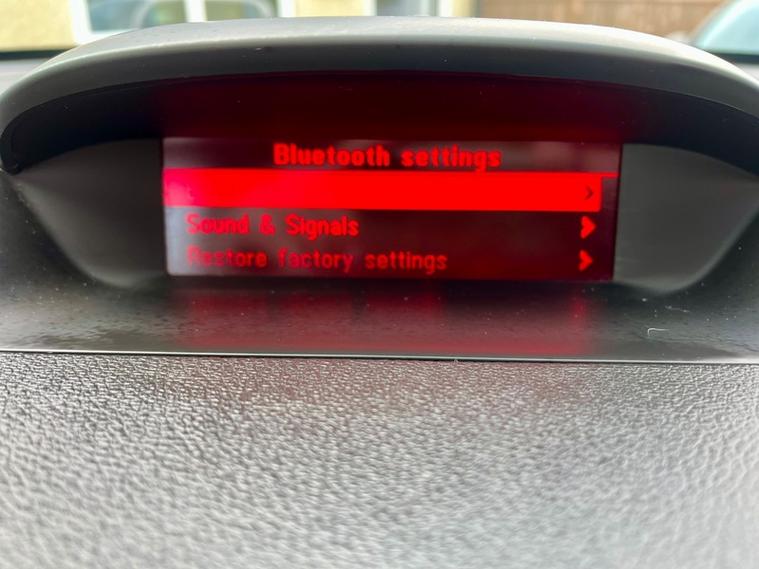 Bluetooth settings
Sound & Signals
Restore factory settings